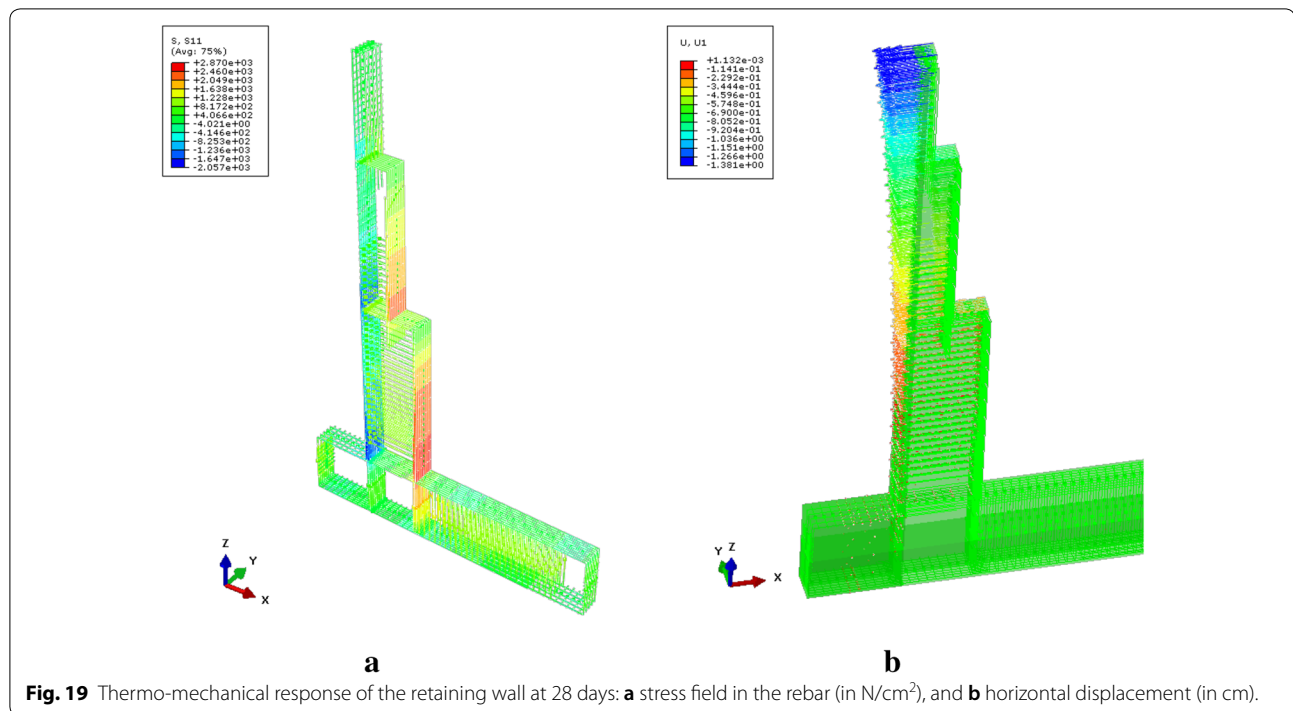 S, S11
(Avg: 75%)
+2.870e+03
+2.460e+03
+2.049e+03
+1.638e+03
+1.228e+03
+8.172e+02
+4.066e+02
-4.021e+00
-4.146e+02
-8.253e+02
-1.236e+03
-1.647e+03
-2.057e+03
Z
Y
X
a
U, U1
+1.132e-03
-1.141e-01
-2.292e-01
-3.444e-01
-4.596e-01
-5.748e-01
-6.900e-01
-8.052e-01
-9.204e-01
-1.036e+00
-1.151e+00
-1.266e+00
-1.381e+00
Y Z
X
b
Fig. 19 Thermo-mechanical response of the retaining wall at 28 days: a stress field in the rebar (in N/cm²), and b horizontal displacement (in cm).